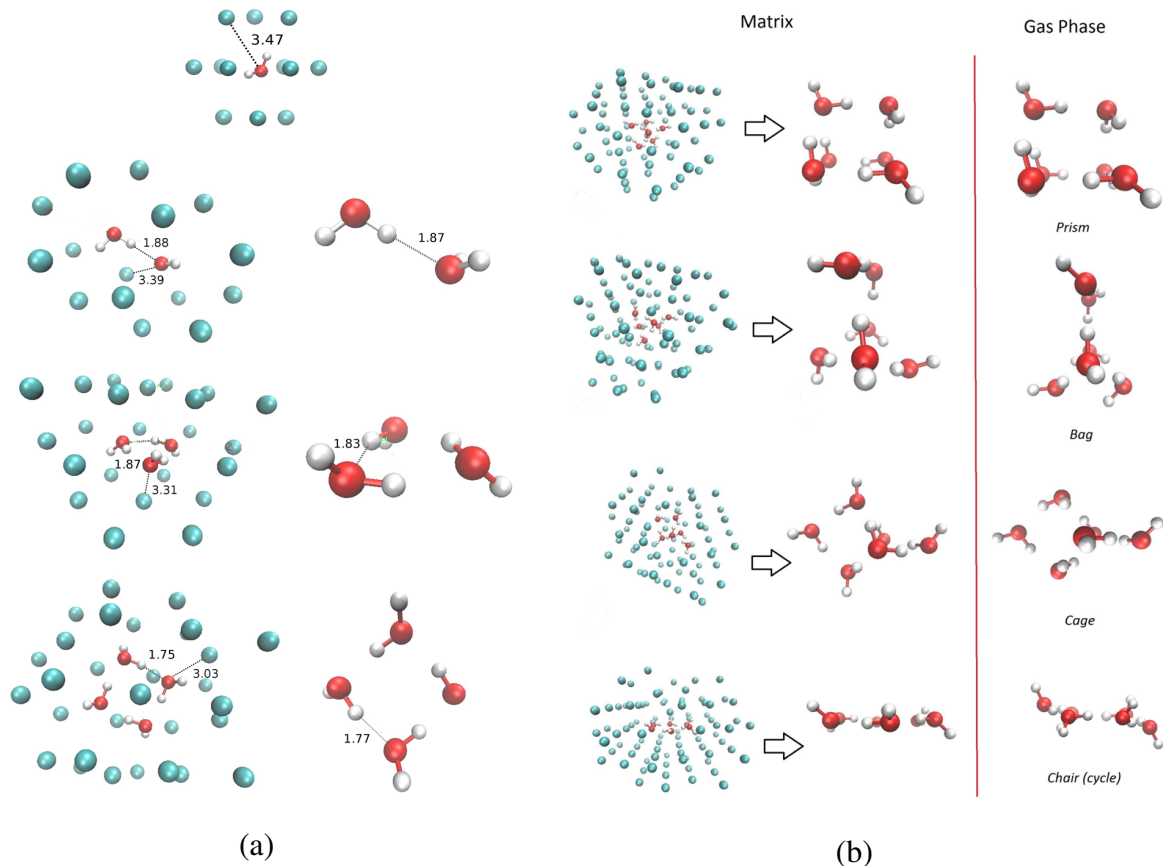 3.47
1.88
3.39
1.87
1.87
3.31
1.83
1.75
3.03
1.77
(a)
Matrix
Gas Phase
Prism
Bag
Cage
Chair (cycle)
(b)